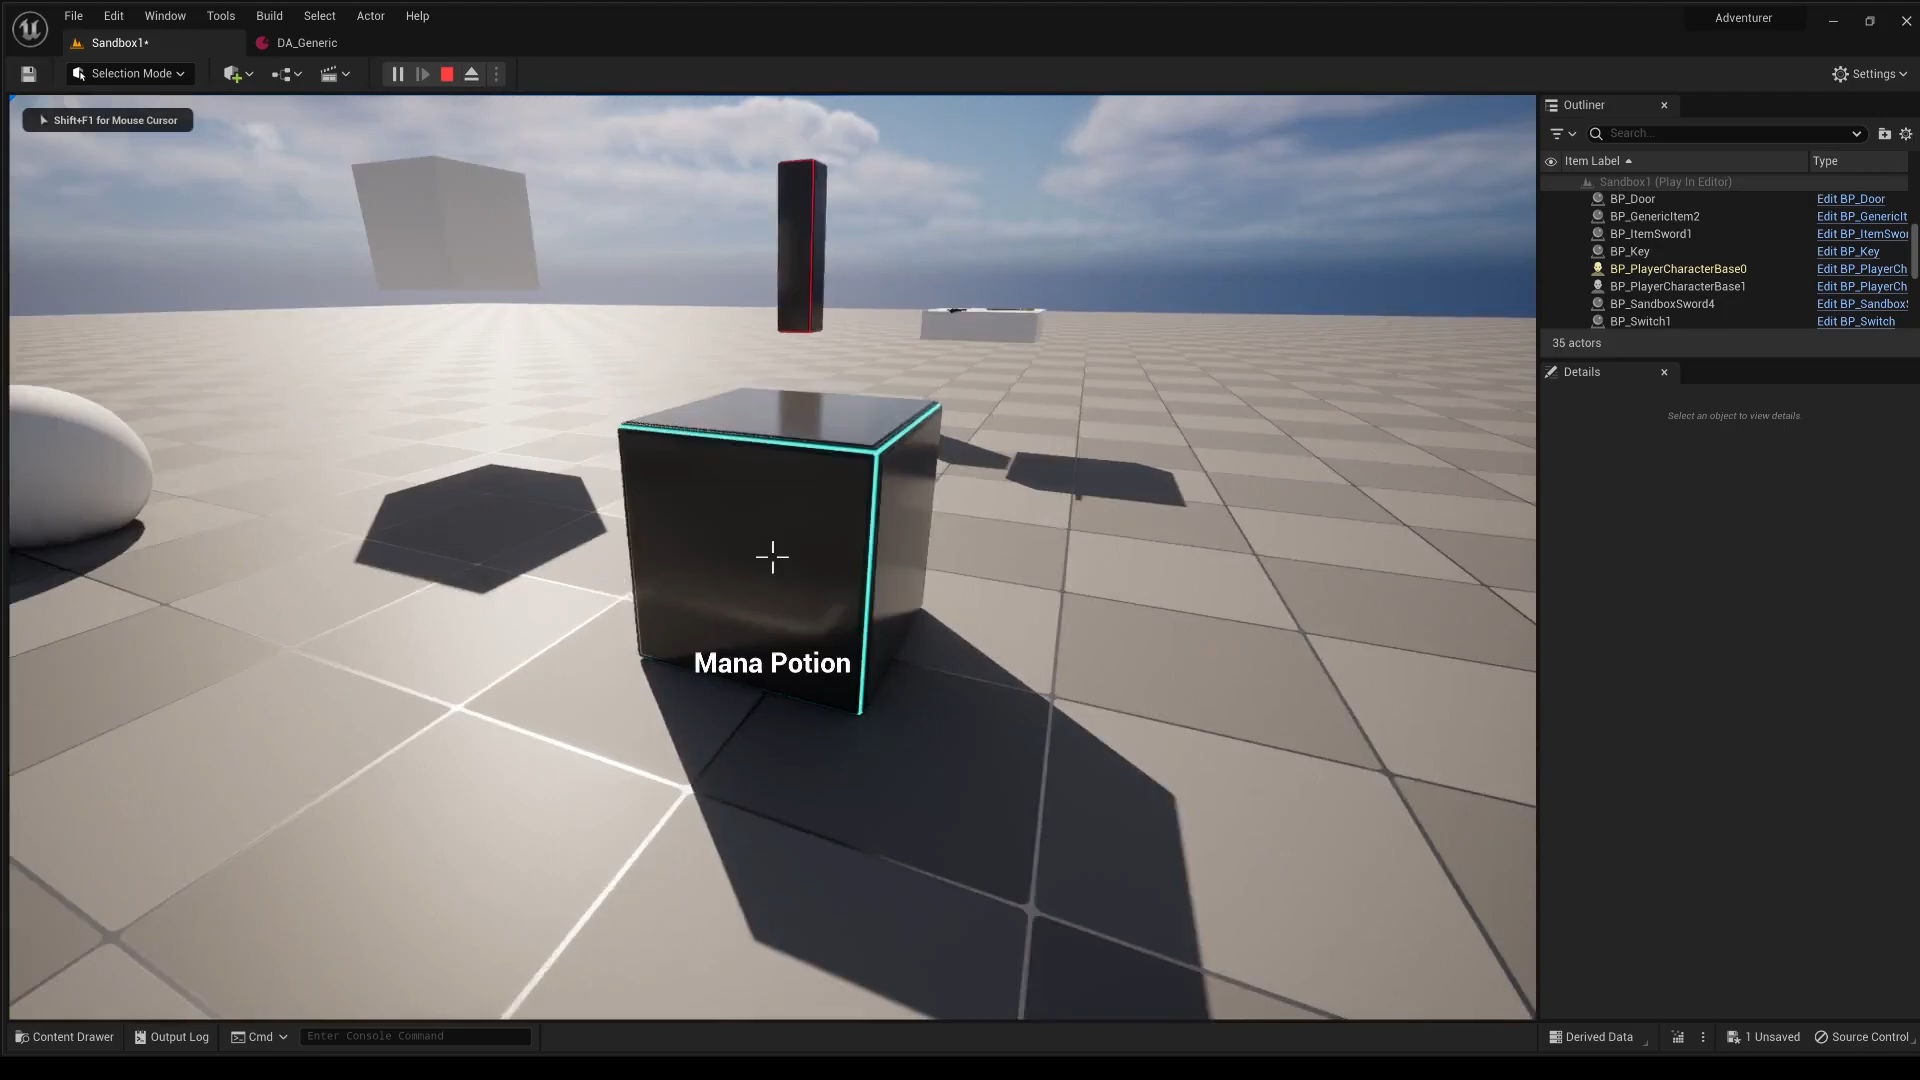 File Edit Window Tools Build Select Actor Help
Adventurer
Sandbox1*
DA_Generic
Selection Mode
Settings
Shift+F1 for Mouse Cursor
Outliner
Search...
Item Label
Type
Sandbox1 (Play In Editor)
BP_Door Edit BP_Door
BP_GenericItem2 Edit BP_GenericIt
BP_ItemSword1 Edit BP_ItemSwor
BP_Key Edit BP_Key
BP_PlayerCharacterBase0 Edit BP_PlayerCh
BP_PlayerCharacterBase1 Edit BP_PlayerCh
BP_SandboxSword4 Edit BP_SandboxS
BP_Switch1 Edit BP_Switch
35 actors
Details
Select an object to view details.
Mana Potion
Content Drawer
Output Log
Cmd
Enter Console Command
Derived Data
1 Unsaved
Source Control